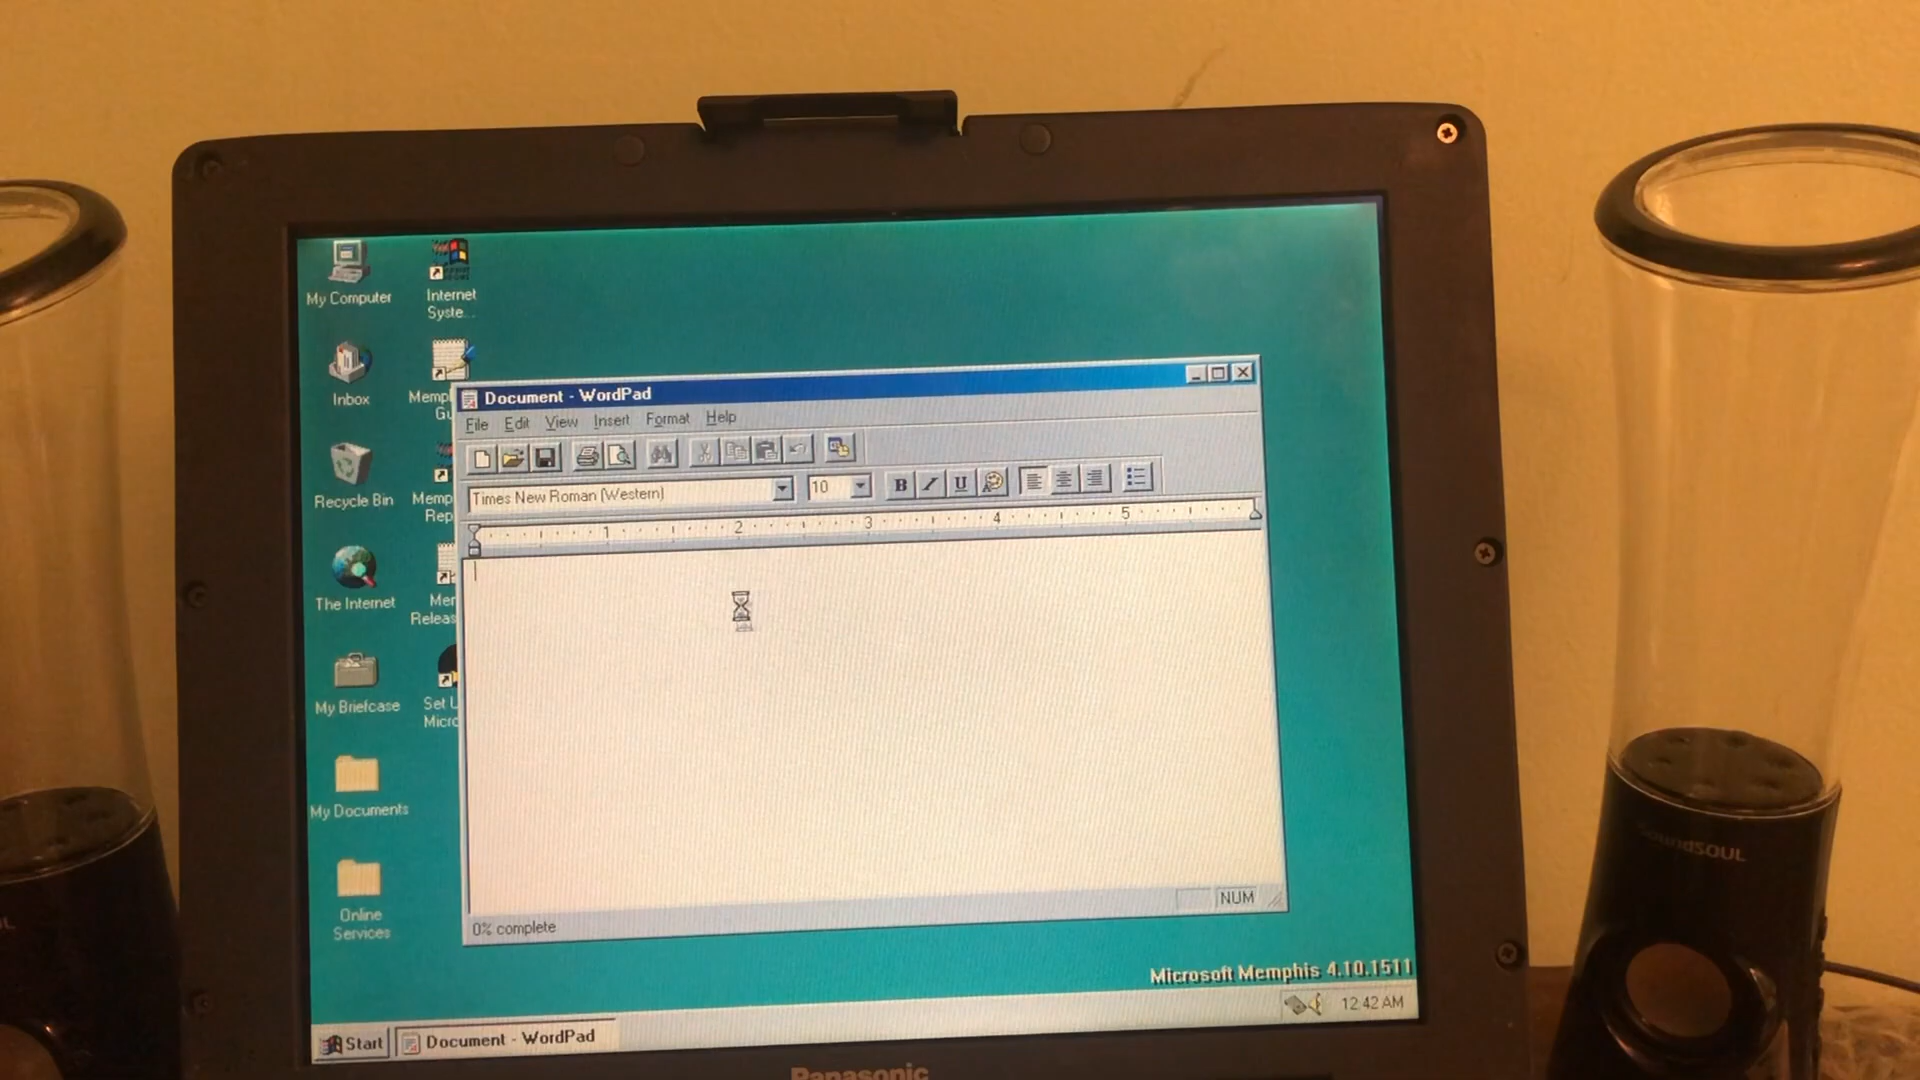 My Computer
Internet
Syste...
Inbox
Recycle Bin
The Internet
My Briefcase
My Documents
Online
Services
Document - WordPad
File Edit View Insert Format Help
Times New Roman (Western)
10
B I U
1 2 3 4 5
0% complete
NUM
Microsoft Memphis 4.10.1511
Start
Document - WordPad
12:42 AM
Panasonic
SoundSOUL